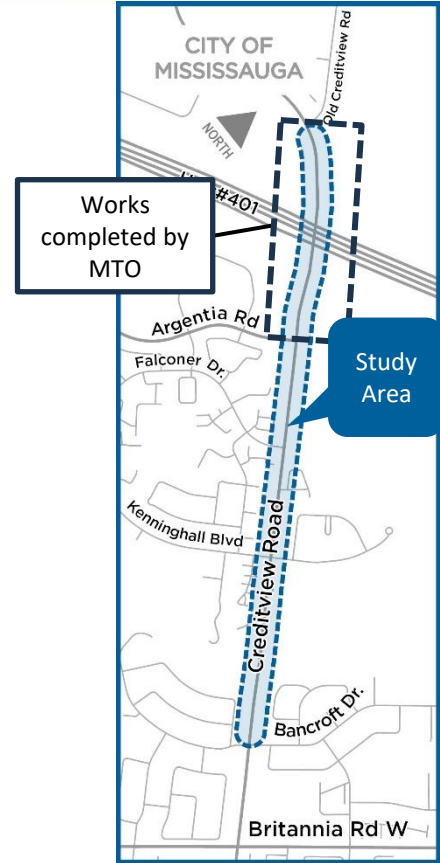 CITY OF
MISSISSAUGA
Old Creditview Rd
NORTH
#401
Works
completed by
MTO
Argentia Rd
Falconer Dr.
Study
Area
Kenninghall Blvd
Creditview Road
Bancroft Dr.
Britannia Rd W